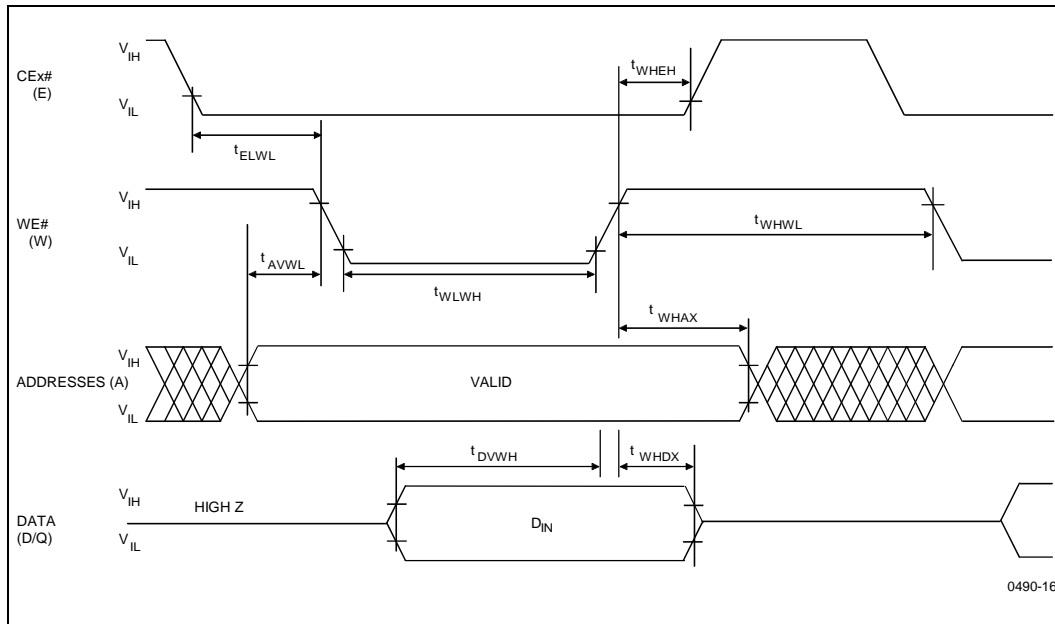 V_IH
t_WHEH
CEx#
(E)
V_IL
t_ELWL
V_IH
WE#
(W)
t_WHWL
V_IL
t_AVWL
t_WLWH
t_WHAX
V_IH
ADDRESSES (A)
VALID
V_IL
t_DVWH
t_WHDX
V_IH
HIGH Z
DATA
(D/Q)
D_IN
V_IL
0490-16